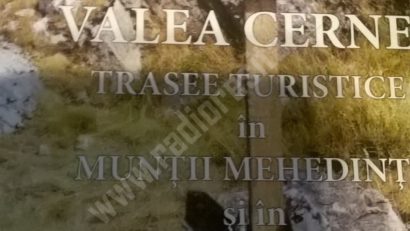 VALEA CERNE
TRASEE TURISTICE
în
MUNȚII MEHEDINȚ
și în